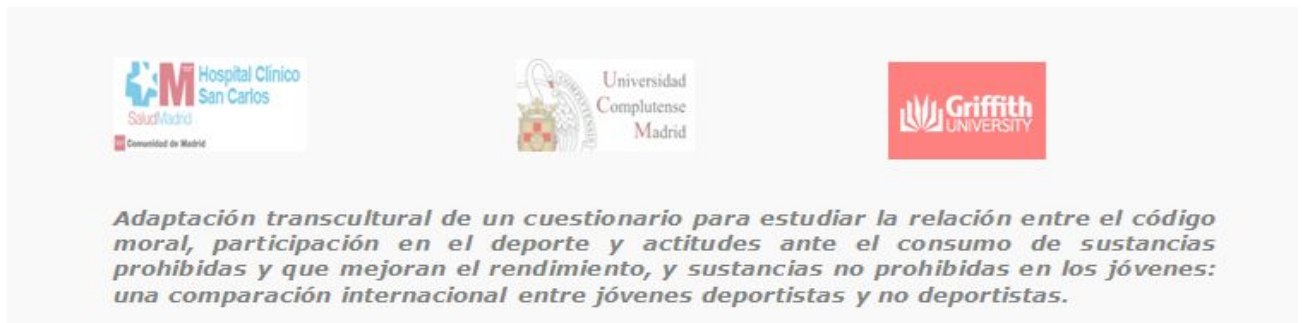 Hospital Clínico
San Carlos
SaludMadrid
Comunidad de Madrid
Universidad
Complutense
Madrid
Griffith
UNIVERSITY
Adaptación transcultural de un cuestionario para estudiar la relación entre el código
moral, participación en el deporte y actitudes ante el consumo de sustancias
prohibidas y que mejoran el rendimiento, y sustancias no prohibidas en los jóvenes:
una comparación internacional entre jóvenes deportistas y no deportistas.